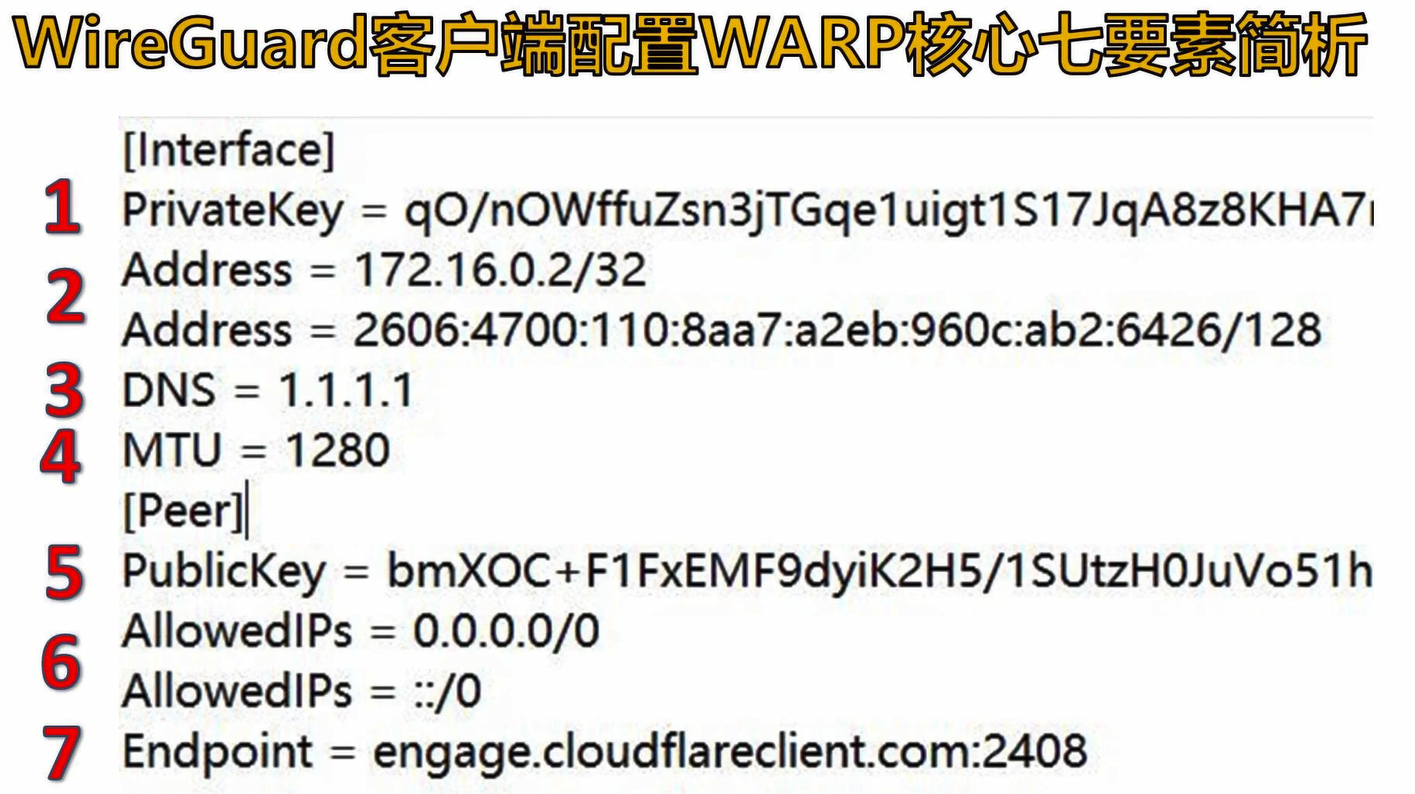 WireGuard客户端配置WARP核心七要素简析
[Interface]
1 PrivateKey = qO/nOWffuZsn3jTGqe1uigt1S17JqA8z8KHA7
2 Address = 172.16.0.2/32
Address = 2606:4700:110:8aa7:a2eb:960c:ab2:6426/128
3 DNS = 1.1.1.1
4 MTU = 1280
[Peer]
5 PublicKey = bmXOC+F1FxEMF9dyiK2H5/1SUtzH0JuVo51h
6 AllowedIPs = 0.0.0.0/0
AllowedIPs = ::/0
7 Endpoint = engage.cloudflareclient.com:2408